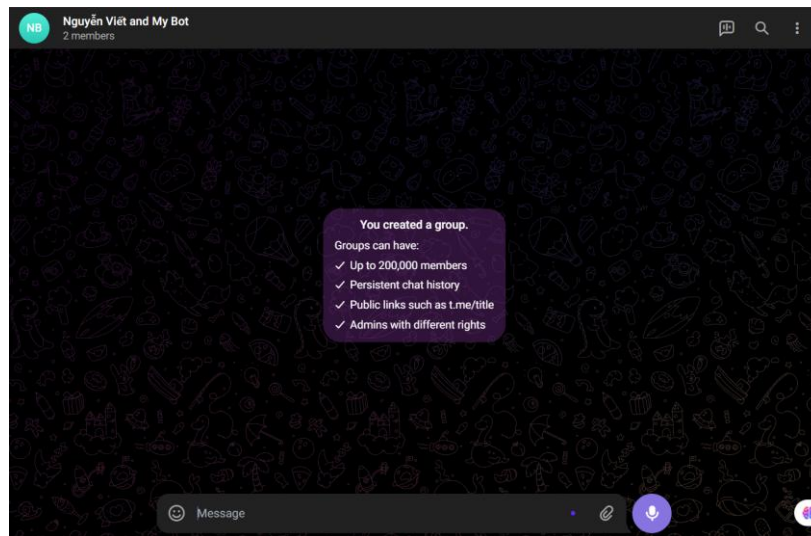 NB
Nguyễn Viết and My Bot
2 members
You created a group.
Groups can have:
✓ Up to 200,000 members
✓ Persistent chat history
✓ Public links such as t.me/title
✓ Admins with different rights
Message